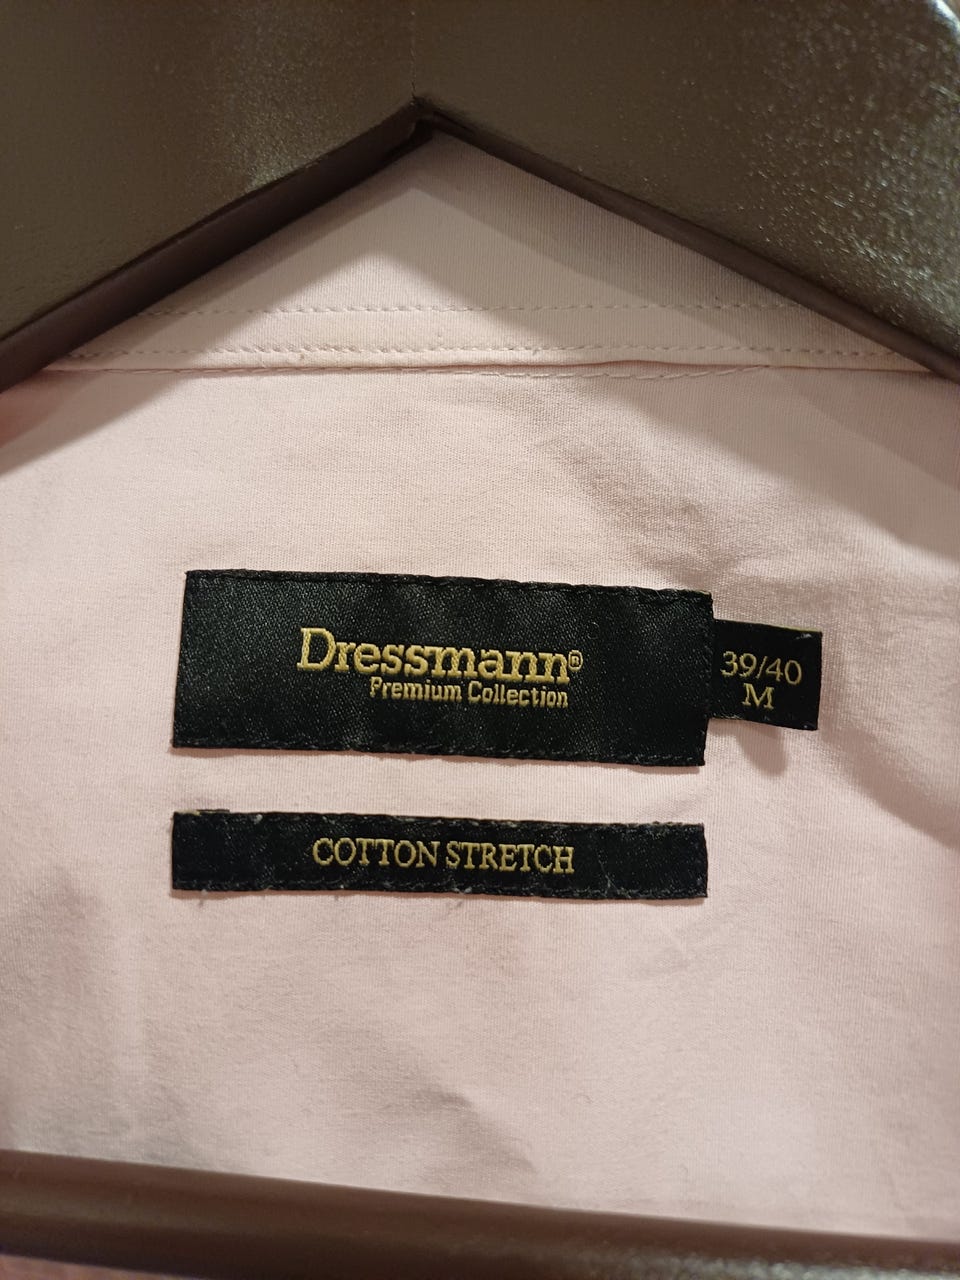 Dressmann®
Premium Collection
39/40
M
COTTON STRETCH